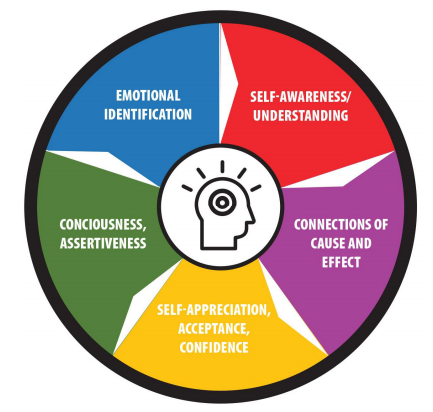 EMOTIONAL
IDENTIFICATION
SELF-AWARENESS/
UNDERSTANDING
CONNECTIONS OF
CAUSE AND
EFFECT
SELF-APPRECIATION,
ACCEPTANCE,
CONFIDENCE
CONCIOUSNESS,
ASSERTIVENESS